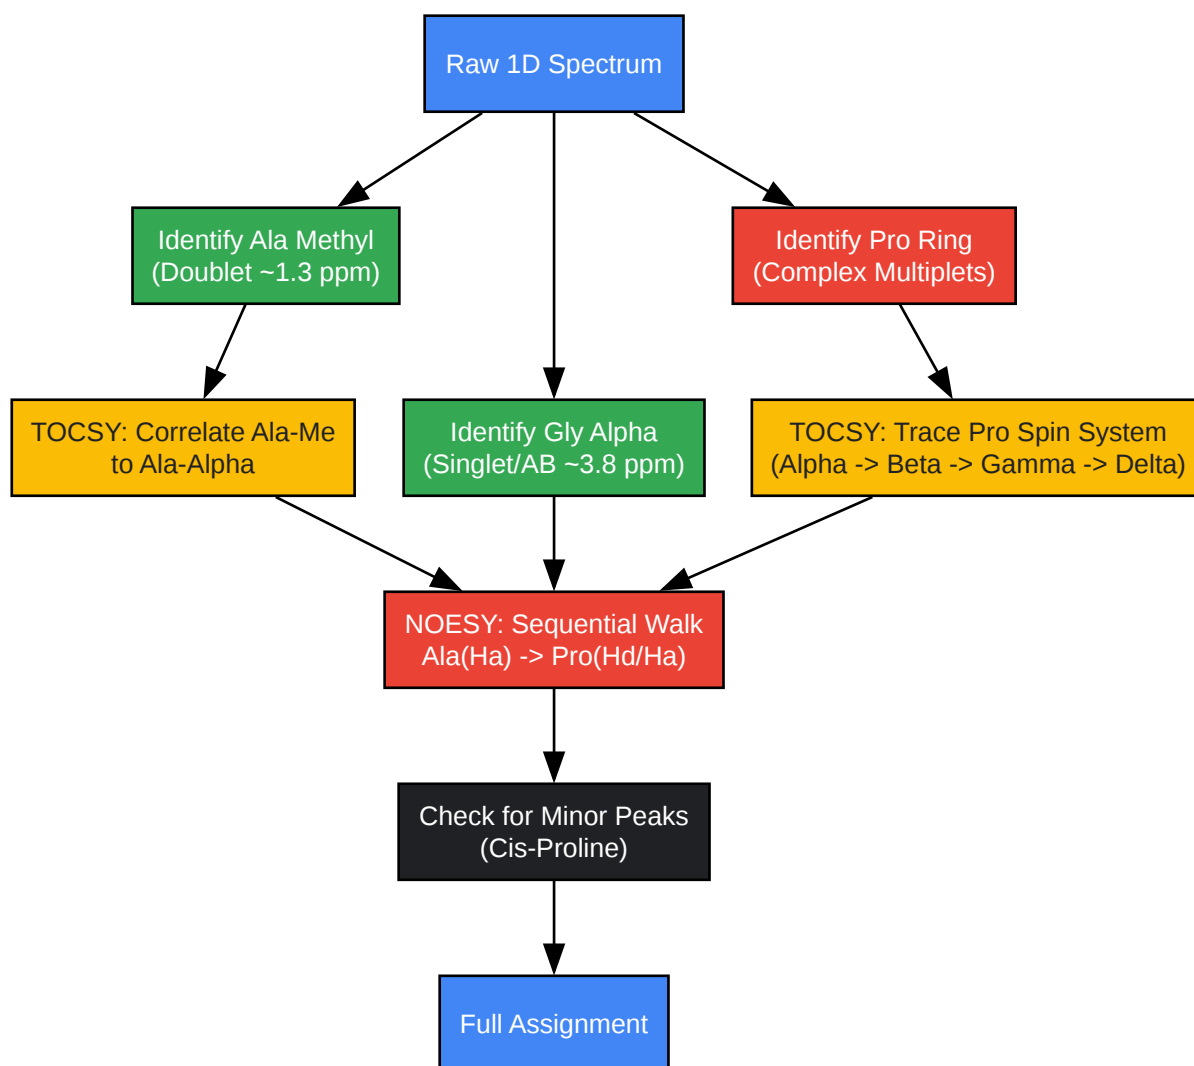 Raw 1D Spectrum
Identify Ala Methyl
(Doublet ~1.3 ppm)
Identify Pro Ring
(Complex Multiplets)
TOCSY: Correlate Ala-Me
to Ala-Alpha
Identify Gly Alpha
(Singlet/AB ~3.8 ppm)
TOCSY: Trace Pro Spin System
(Alpha -> Beta -> Gamma -> Delta)
NOESY: Sequential Walk
Ala(Ha) -> Pro(Hd/Ha)
Check for Minor Peaks
(Cis-Proline)
Full Assignment